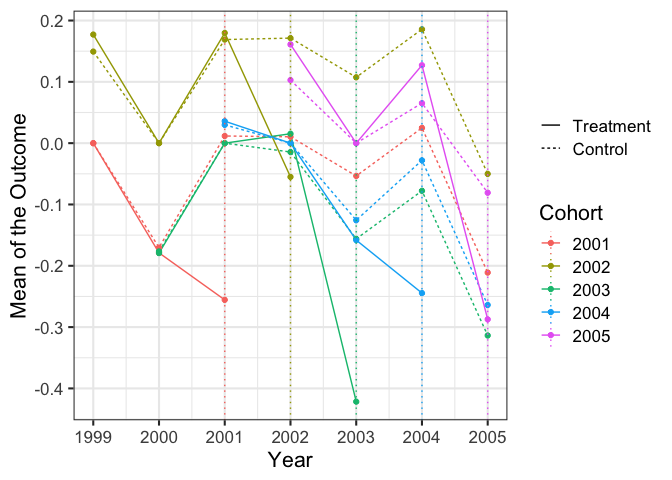 0.2
0.1
0.0
-0.1
-0.2
-0.3
-0.4
Mean of the Outcome
1999 2000 2001 2002 2003 2004 2005
Year
Treatment
Control
Cohort
2001
2002
2003
2004
2005